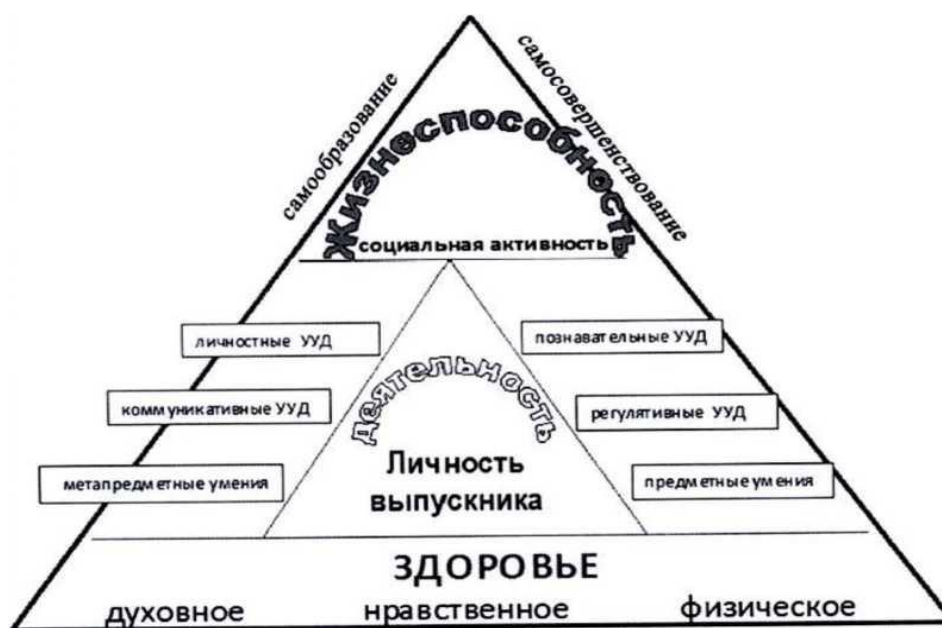 самообразование
самосовершенствование
Жизнеспособность
социальная активность
личностные УУД
познавательные УУД
деятельность
коммуникативные УУД
регулятивные УУД
Личность
выпускника
метапредметные умения
предметные умения
ЗДОРОВЬЕ
духовное нравственное физическое